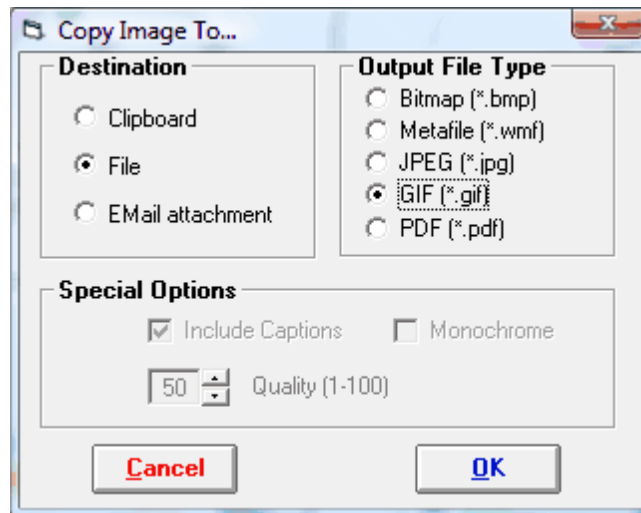 Copy Image To...
Destination
Clipboard
File
EMail attachment
Output File Type
Bitmap (*.bmp)
Metafile (*.wmf)
JPEG (*.jpg)
GIF (*.gif)
PDF (*.pdf)
Special Options
Include Captions
Monochrome
50
Quality (1-100)
Cancel
OK